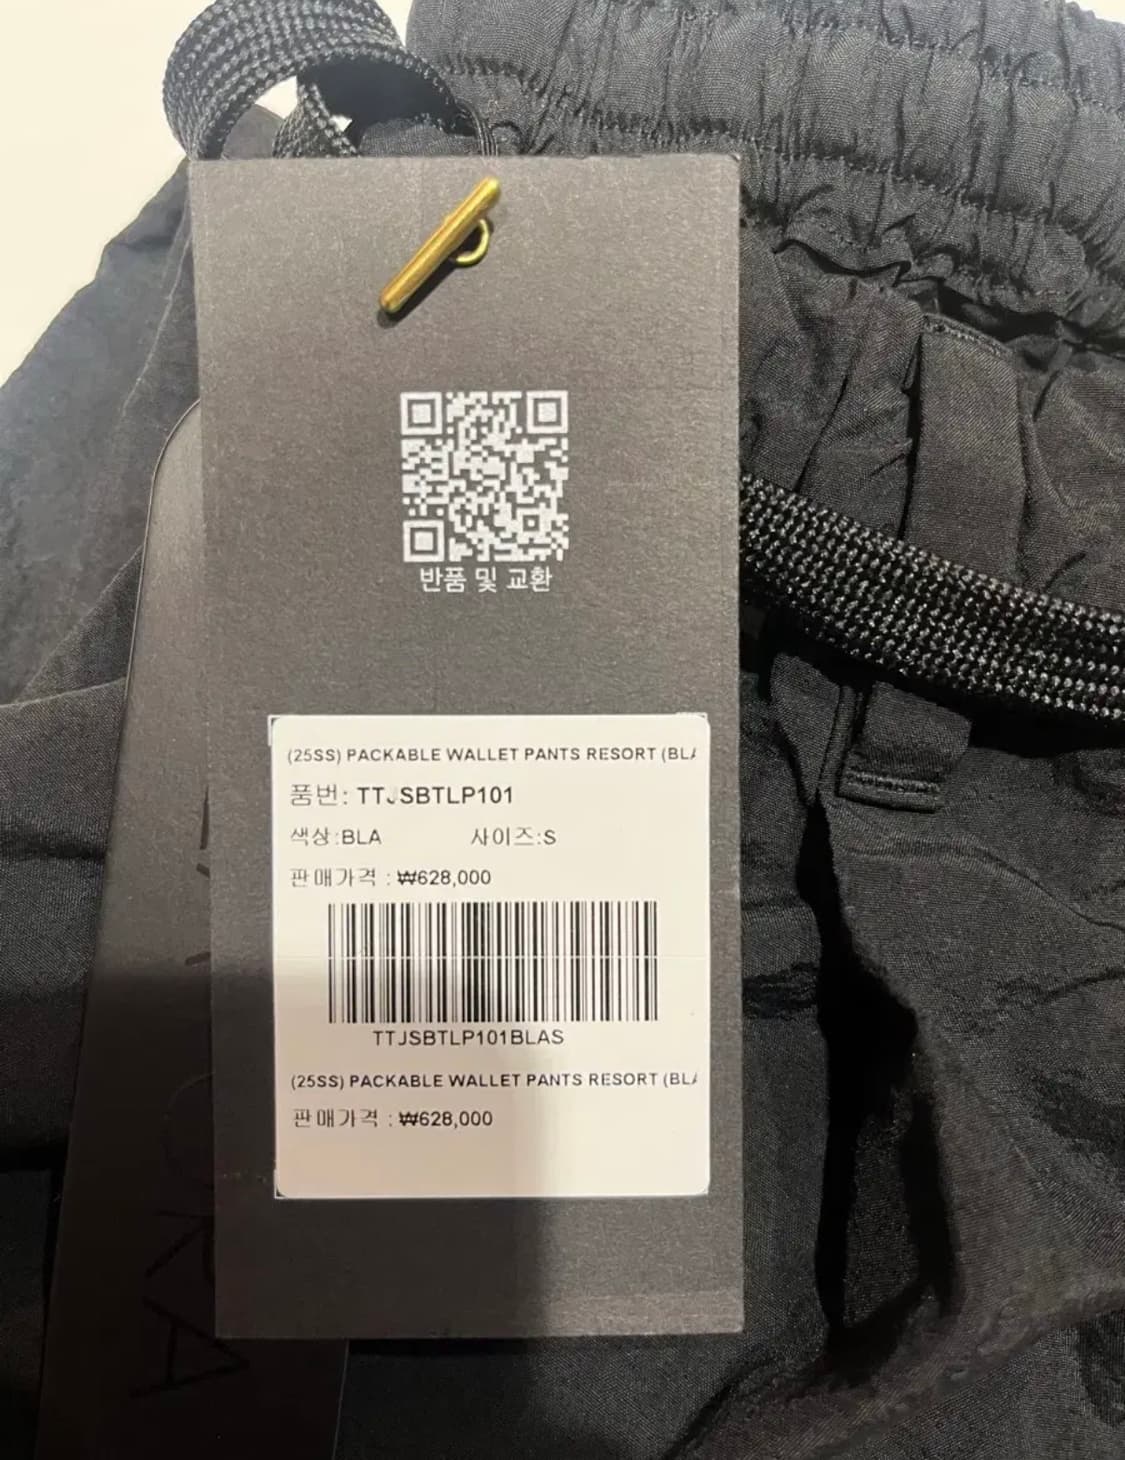 반품 및 교환
(25SS) PACKABLE WALLET PANTS RESORT (BLA
품번: TTJSBTLP101
색상:BLA 사이즈:S
판매가격 : ₩628,000
TTJSBTLP101BLAS
(25SS) PACKABLE WALLET PANTS RESORT (BLA
판매가격 : ₩628,000